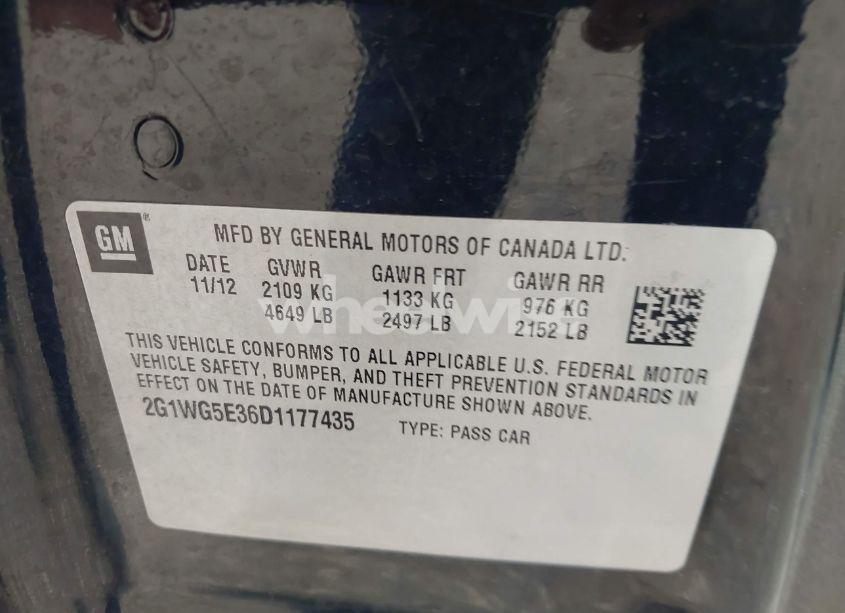 GM
MFD BY GENERAL MOTORS OF CANADA LTD.
DATE GVWR GAWR FRT GAWR RR
11/12 2109 KG 1133 KG 976 KG
4649 LB 2497 LB 2152 LB
THIS VEHICLE CONFORMS TO ALL APPLICABLE U.S. FEDERAL MOTOR
VEHICLE SAFETY, BUMPER, AND THEFT PREVENTION STANDARDS IN
EFFECT ON THE DATE OF MANUFACTURE SHOWN ABOVE.
2G1WG5E36D1177435 TYPE: PASS CAR